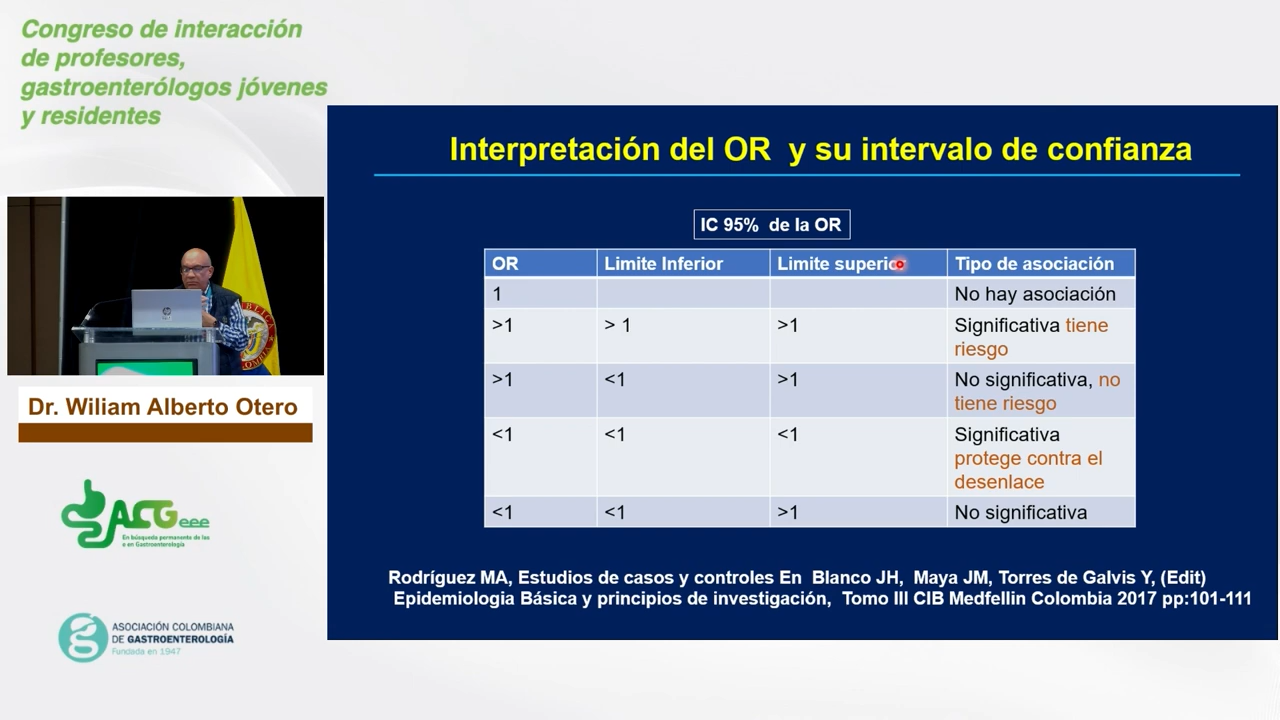 Congreso de interacción
de profesores,
gastroenterólogos jóvenes
y residentes
Interpretación del OR y su intervalo de confianza
IC 95% de la OR
OR Limite Inferior Limite superior Tipo de asociación
1 No hay asociación
>1 > 1 >1 Significativa tiene
riesgo
>1 <1 >1 No significativa, no
tiene riesgo
<1 <1 <1 Significativa
protege contra el
desenlace
<1 <1 >1 No significativa
Rodríguez MA, Estudios de casos y controles En Blanco JH, Maya JM, Torres de Galvis Y, (Edit)
Epidemiologia Básica y principios de investigación, Tomo III CIB Medfellin Colombia 2017 pp:101-111
hp
Dr. Wiliam Alberto Otero
ACGeee
En búsqueda permanente de las
e en Gastroenterología
ASOCIACIÓN COLOMBIANA
DE GASTROENTEROLOGÍA
Fundada en 1947